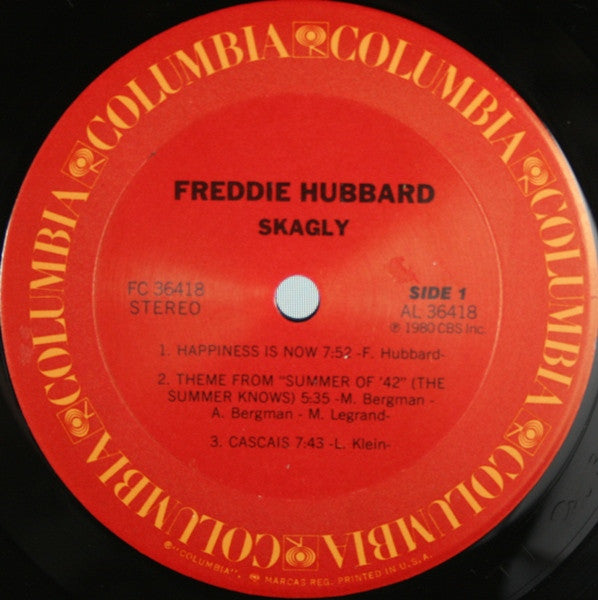 COLUMBIA COLUMBIA COLUMBIA COLUMBIA COLUMBIA COLUMBIA COLUMBIA COLUMBIA
FREDDIE HUBBARD
SKAGLY
FC 36418
STEREO
SIDE 1
AL 36418
℗ 1980 CBS Inc.
1. HAPPINESS IS NOW 7:52 -F. Hubbard-
2. THEME FROM "SUMMER OF '42" (THE
SUMMER KNOWS) 5:35 -M. Bergman -
A. Bergman - M. Legrand-
3. CASCAIS 7:43 -L. Klein-
"COLUMBIA", MARCAS REG. PRINTED IN U.S.A.